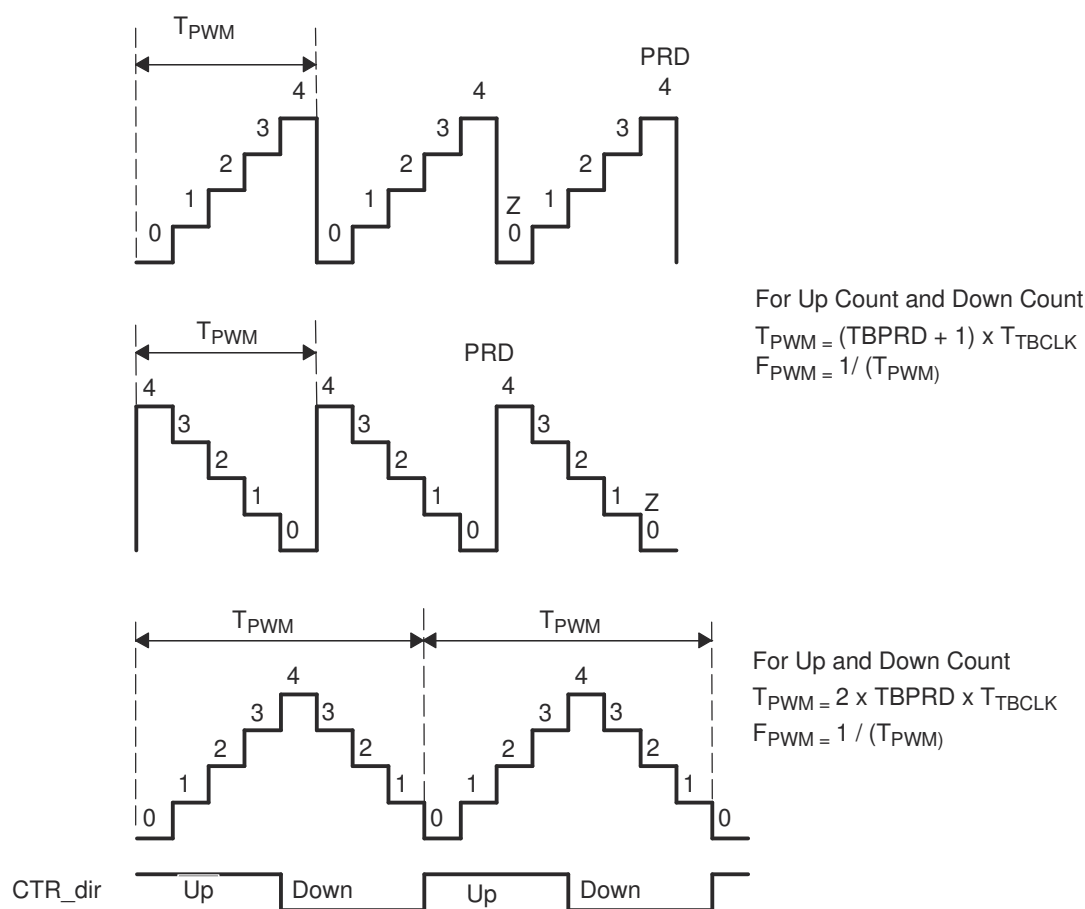 TPWM
PRD
4 4 4
3 3 3
2 2 2
1 1 Z 1
0 0 0
For Up Count and Down Count
TPWM = (TBPRD + 1) x TTBCLK
FPWM = 1/ (TPWM)
TPWM
PRD
4 4 4
3 3 3
2 2 2
1 1 1 Z
0 0 0
TPWM TPWM
For Up and Down Count
TPWM = 2 x TBPRD x TTBCLK
FPWM = 1 / (TPWM)
4 4
3 3 3 3
2 2 2 2
1 1 1 1
0 0 0
CTR_dir Up Down Up Down